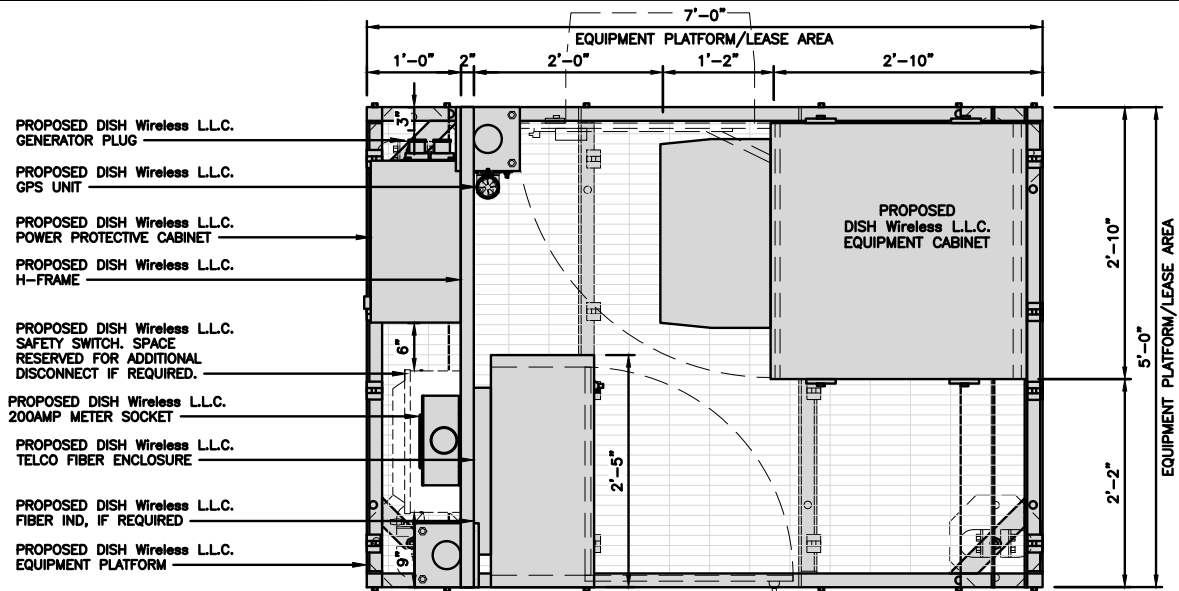 7'-0"
EQUIPMENT PLATFORM/LEASE AREA
1'-0"
2"
2'-0"
1'-2"
2'-10"
3"
PROPOSED DISH Wireless L.L.C.
GENERATOR PLUG
PROPOSED DISH Wireless L.L.C.
GPS UNIT
PROPOSED DISH Wireless L.L.C.
POWER PROTECTIVE CABINET
PROPOSED DISH Wireless L.L.C.
H-FRAME
PROPOSED DISH Wireless L.L.C.
SAFETY SWITCH. SPACE
RESERVED FOR ADDITIONAL
DISCONNECT IF REQUIRED.
PROPOSED DISH Wireless L.L.C.
200AMP METER SOCKET
PROPOSED DISH Wireless L.L.C.
TELCO FIBER ENCLOSURE
PROPOSED DISH Wireless L.L.C.
FIBER IND, IF REQUIRED
PROPOSED DISH Wireless L.L.C.
EQUIPMENT PLATFORM
6"
9"
2'-5"
PROPOSED
DISH Wireless L.L.C.
EQUIPMENT CABINET
2'-10"
2'-2"
5'-0"
EQUIPMENT PLATFORM/LEASE AREA